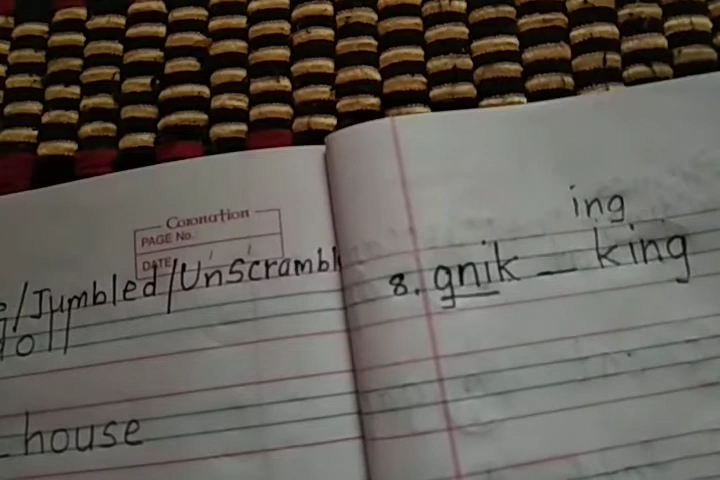 Coronation
PAGE No.
DATE
/Jumbled/Unscrambl
house
ing
8. gnik – king